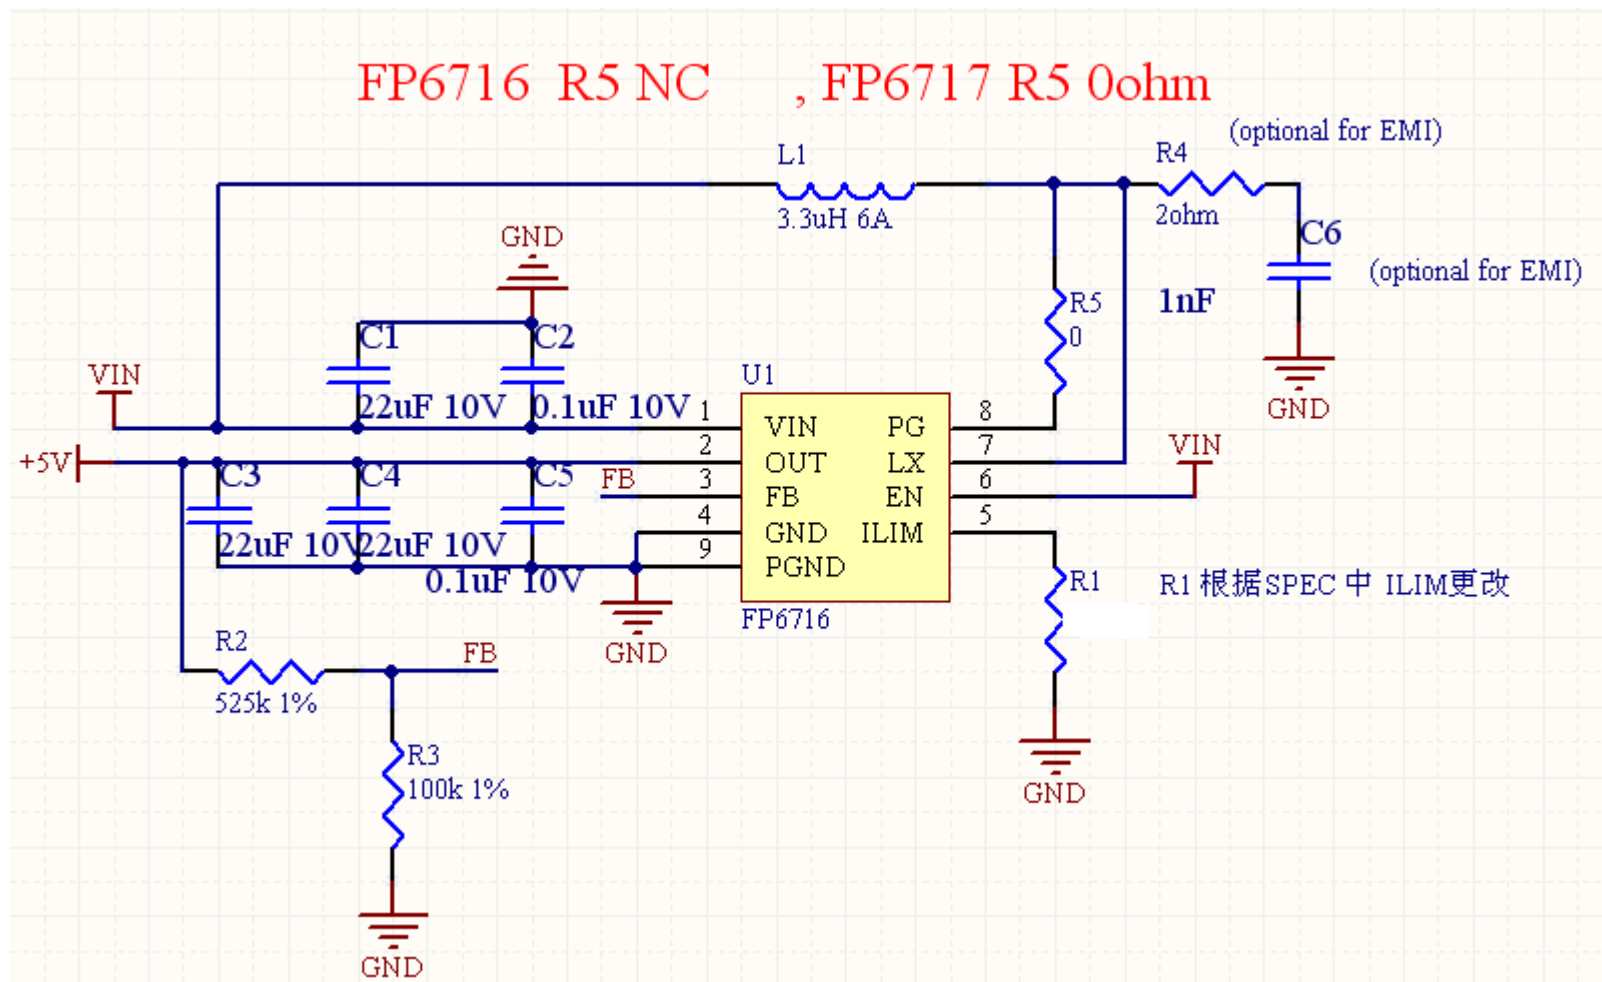 FP6716 R5 NC , FP6717 R5 0ohm
(optional for EMI)
L1
R4
3.3uH 6A
2ohm
GND
C6
(optional for EMI)
R5
0
1nF
C1
C2
VIN
U1
22uF 10V
0.1uF 10V
1
VIN
PG
8
GND
+5V
2
OUT
LX
7
VIN
C3
C4
C5
FB
3
FB
EN
6
22uF 10V
22uF 10V
4
GND
ILIM
5
0.1uF 10V
9
PGND
R1
R1 根据SPEC 中 ILIM更改
FP6716
GND
R2
FB
525k 1%
R3
100k 1%
GND
GND